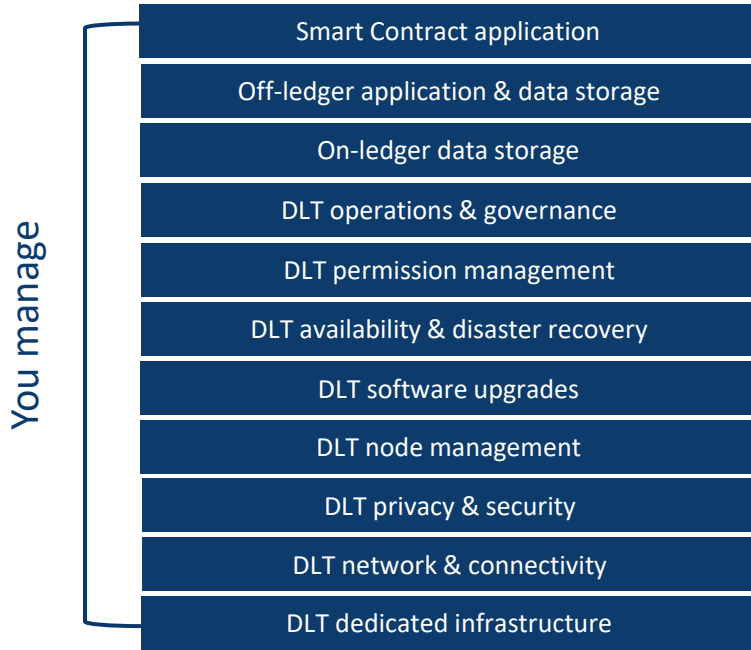 You manage
Smart Contract application
Off-ledger application & data storage
On-ledger data storage
DLT operations & governance
DLT permission management
DLT availability & disaster recovery
DLT software upgrades
DLT node management
DLT privacy & security
DLT network & connectivity
DLT dedicated infrastructure